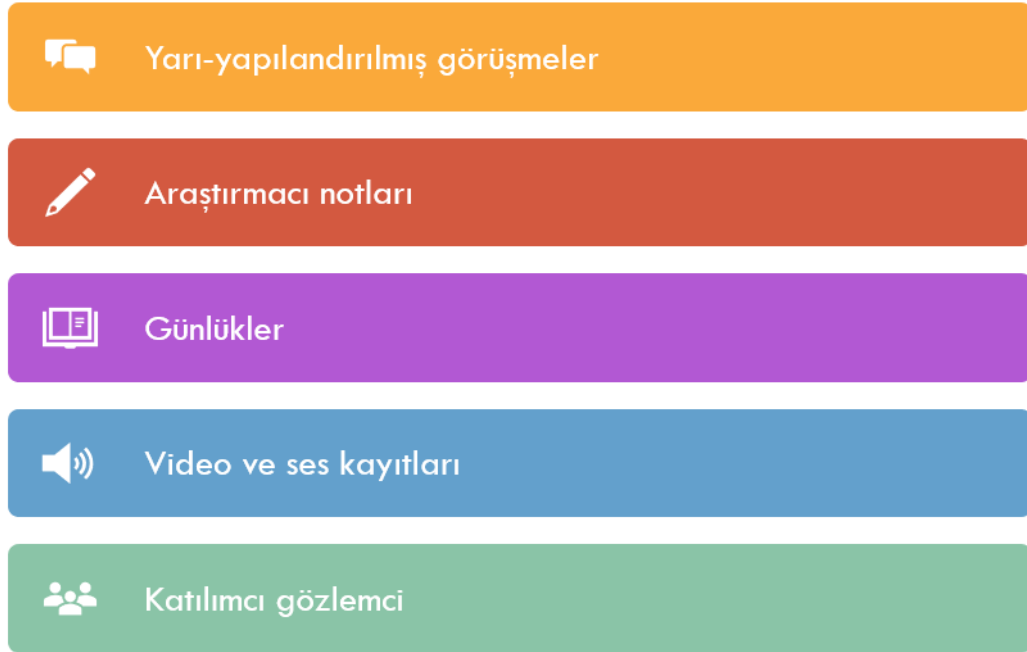 Yarı-yapılandırılmış görüşmeler
Araştırmacı notları
Günlükler
Video ve ses kayıtları
Katılımcı gözlemci